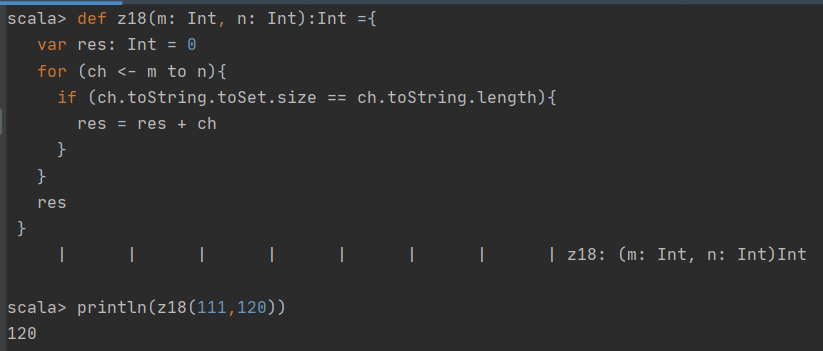 scala> def z18(m: Int, n: Int):Int ={
   var res: Int = 0
   for (ch <- m to n){
     if (ch.toString.toSet.size == ch.toString.length){
       res = res + ch
     }
   }
   res
 }
     |      |      |      |      |      |      |      | z18: (m: Int, n: Int)Int

scala> println(z18(111,120))
120